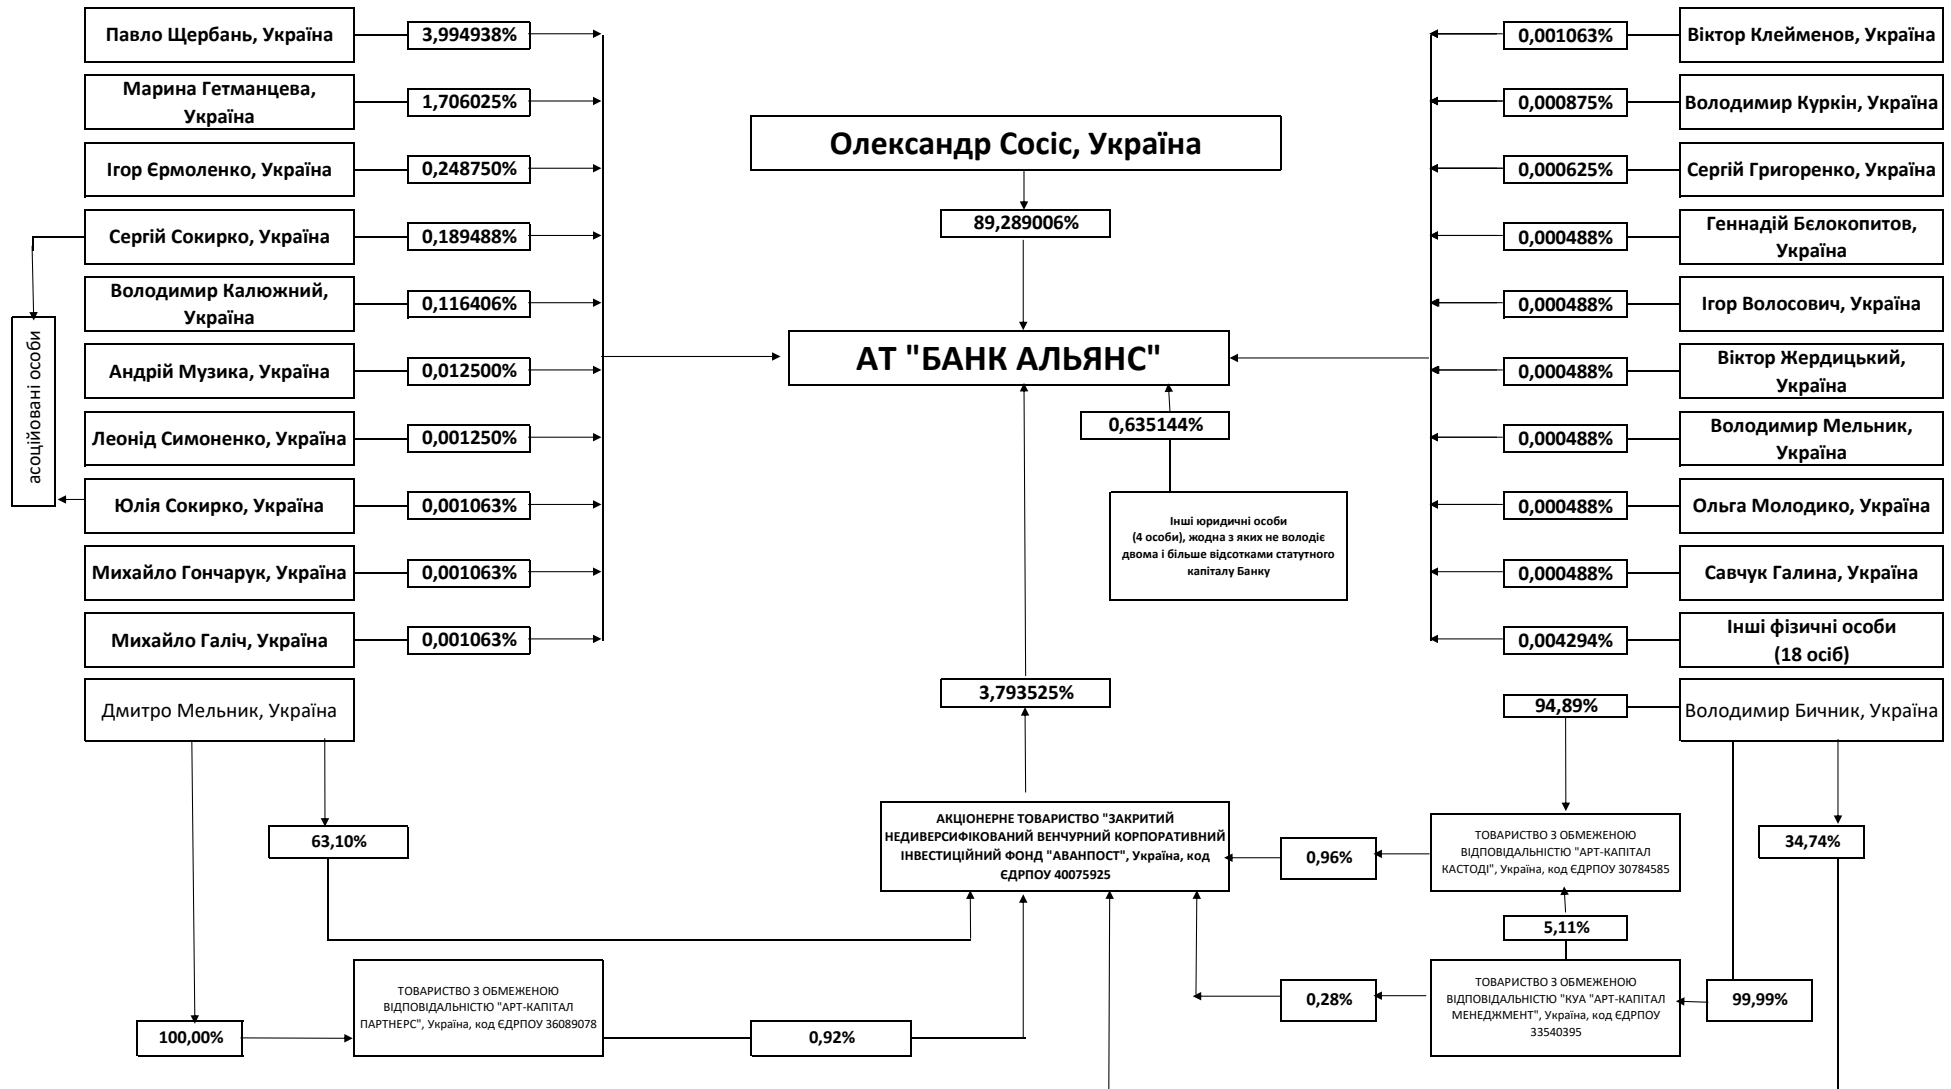 Павло Щербань, Україна
3,994938%
Марина Гетманцева,
Україна
1,706025%
Ігор Єрмоленко, Україна
0,248750%
Сергій Сокирко, Україна
0,189488%
Володимир Калюжний,
Україна
0,116406%
Андрій Музика, Україна
0,012500%
Леонід Симоненко, Україна
0,001250%
Юлія Сокирко, Україна
0,001063%
Михайло Гончарук, Україна
0,001063%
Михайло Галіч, Україна
0,001063%
асоційовані особи
Олександр Сосіс, Україна
89,289006%
АТ "БАНК АЛЬЯНС"
0,635144%
Інші юридичні особи
(4 особи), жодна з яких не володіє
двома і більше відсотками статутного
капіталу Банку
3,793525%
0,001063%
Віктор Клейменов, Україна
0,000875%
Володимир Куркін, Україна
0,000625%
Сергій Григоренко, Україна
0,000488%
Геннадій Бєлокопитов,
Україна
0,000488%
Ігор Волосович, Україна
0,000488%
Віктор Жердицький,
Україна
0,000488%
Володимир Мельник,
Україна
0,000488%
Ольга Молодико, Україна
0,000488%
Савчук Галина, Україна
0,004294%
Інші фізичні особи
(18 осіб)
Дмитро Мельник, Україна
94,89%
Володимир Бичник, Україна
63,10%
АКЦІОНЕРНЕ ТОВАРИСТВО "ЗАКРИТИЙ
НЕДИВЕРСИФІКОВАНИЙ ВЕНЧУРНИЙ КОРПОРАТИВНИЙ
ІНВЕСТИЦІЙНИЙ ФОНД "АВАНПОСТ", Україна, код
ЄДРПОУ 40075925
0,96%
ТОВАРИСТВО З ОБМЕЖЕНОЮ
ВІДПОВІДАЛЬНІСТЮ "АРТ-КАПІТАЛ
КАСТОДІ", Україна, код ЄДРПОУ 30784585
34,74%
5,11%
100,00%
ТОВАРИСТВО З ОБМЕЖЕНОЮ
ВІДПОВІДАЛЬНІСТЮ "АРТ-КАПІТАЛ
ПАРТНЕРС", Україна, код ЄДРПОУ 36089078
0,92%
0,28%
ТОВАРИСТВО З ОБМЕЖЕНОЮ
ВІДПОВІДАЛЬНІСТЮ "КУА "АРТ-КАПІТАЛ
МЕНЕДЖМЕНТ", Україна, код ЄДРПОУ
33540395
99,99%